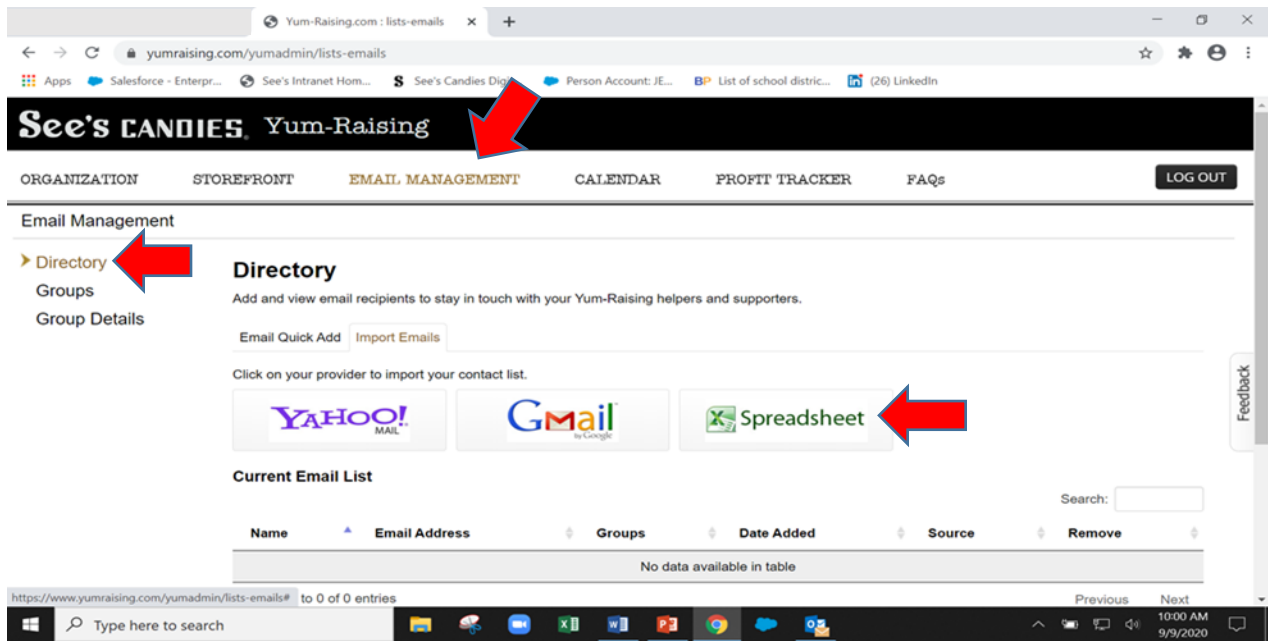 Yum-Raising.com : lists-emails
yumraising.com/yumadmin/lists-emails
Apps Salesforce - Enterpr... See's Intranet Hom... See's Candies Digi Person Account: JE... BP List of school distric... (26) LinkedIn
See's CANDIES. Yum-Raising
ORGANIZATION STOREFRONT EMAIL MANAGEMENT CALENDAR PROFIT TRACKER FAQs LOG OUT
Email Management
Directory
Groups
Group Details
Directory
Add and view email recipients to stay in touch with your Yum-Raising helpers and supporters.
Email Quick Add Import Emails
Click on your provider to import your contact list.
YAHOO! MAIL
Gmail by Google
Spreadsheet
Feedback
Current Email List
Search:
Name Email Address Groups Date Added Source Remove
No data available in table
https://www.yumraising.com/yumadmin/lists-emails# to 0 of 0 entries Previous Next
Type here to search
10:00 AM
9/9/2020